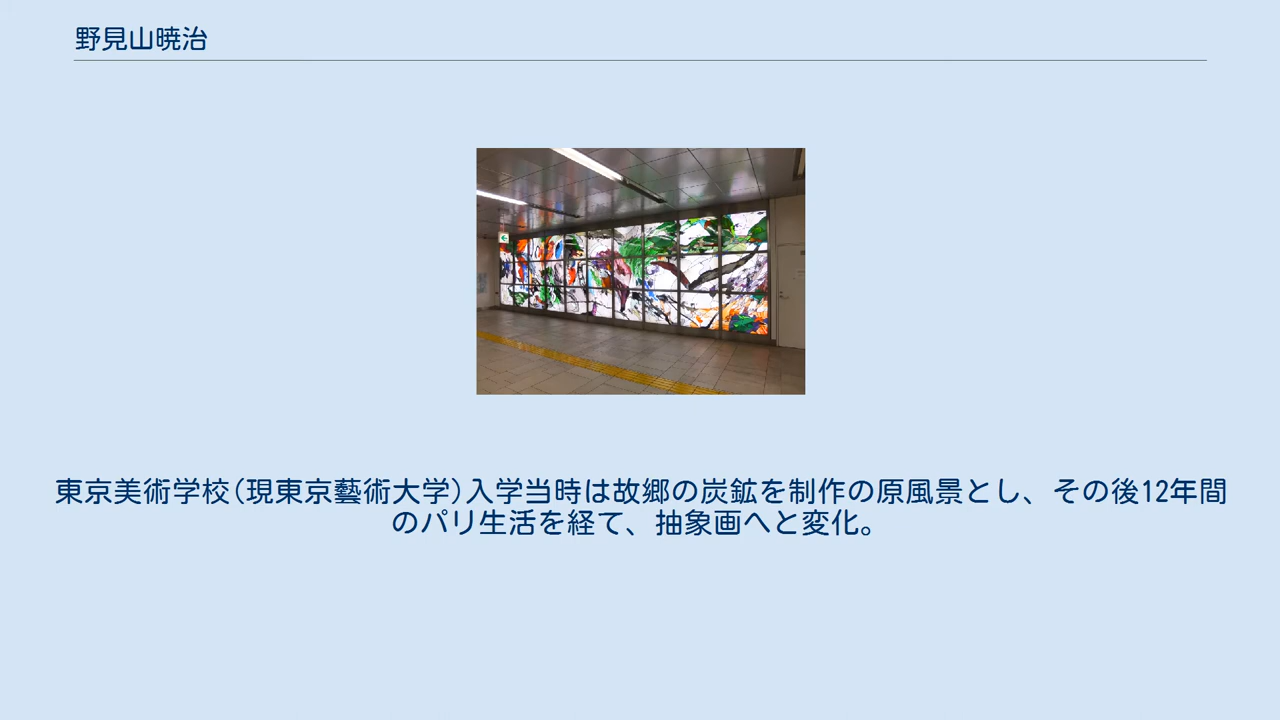 野見山暁治
東京美術学校(現東京藝術大学)入学当時は故郷の炭鉱を制作の原風景とし、その後12年間
のパリ生活を経て、抽象画へと変化。